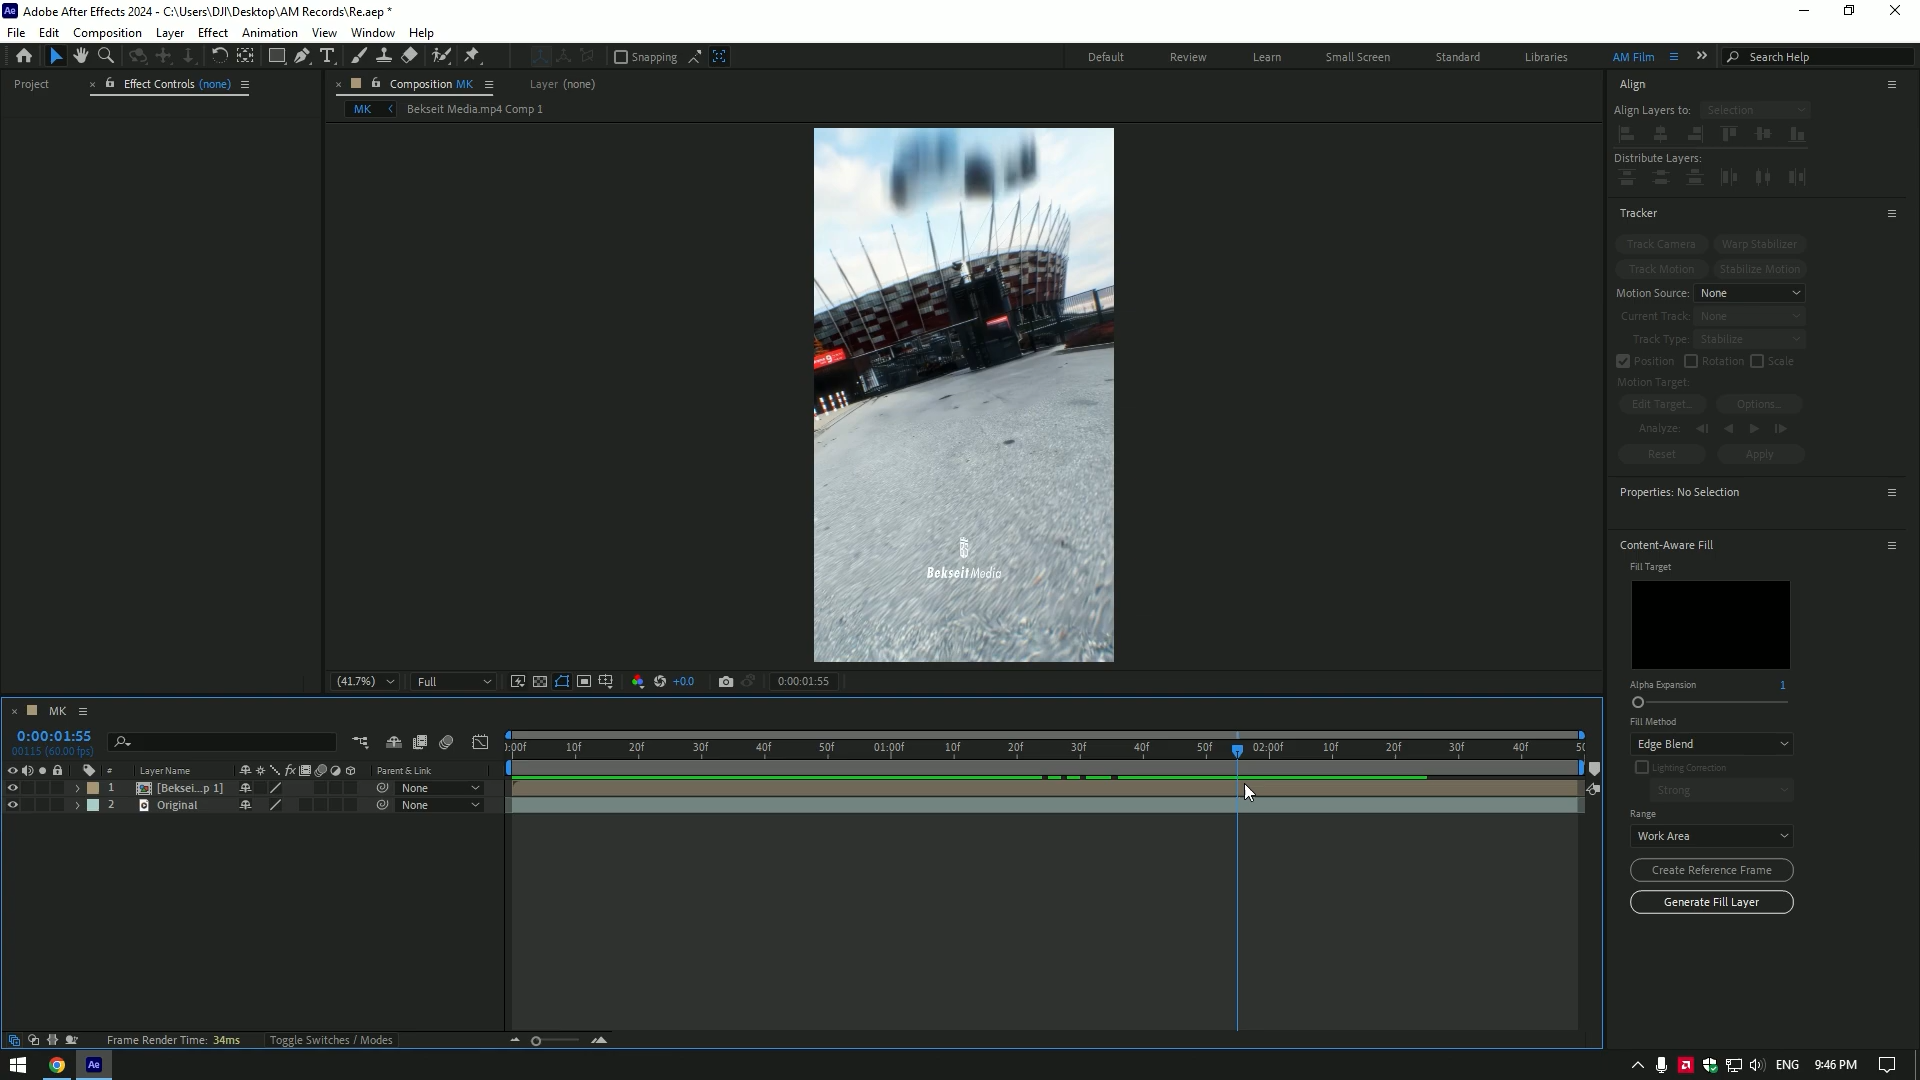 Adobe After Effects 2024 - C:\Users\DJI\Desktop\AM Records\Re.aep *
File Edit Composition Layer Effect Animation View Window Help
Snapping
Default Review Learn Small Screen Standard Libraries AM Film Search Help
Project × Effect Controls (none) × Composition MK Layer (none)
MK Bekseit Media.mp4 Comp 1
9
Bekseit Media
(41.7%) Full +0.0 0:00:01:55
Align
Align Layers to: Selection
Distribute Layers:
Tracker
Track Camera Warp Stabilizer
Track Motion Stabilize Motion
Motion Source: None
Current Track: None
Track Type: Stabilize
Position Rotation Scale
Motion Target:
Edit Target... Options...
Analyze:
Reset Apply
Properties: No Selection
Content-Aware Fill
Fill Target
Alpha Expansion 1
Fill Method
Edge Blend
Lighting Correction
Strong
Range
Work Area
Create Reference Frame
Generate Fill Layer
× MK
0:00:01:55
00115 (60.00 fps)
):00f 10f 20f 30f 40f 50f 01:00f 10f 20f 30f 40f 50f 02:00f 10f 20f 30f 40f 50
# Layer Name fx Parent & Link
1 [Beksei...p 1] None
2 Original None
Frame Render Time: 34ms Toggle Switches / Modes
Ae ENG 9:46 PM